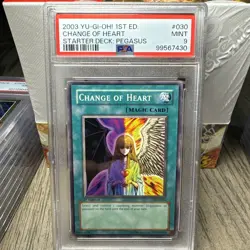 2003 YU-GI-OH! 1ST ED. #030
CHANGE OF HEART MINT
STARTER DECK: PEGASUS 9
PSA 99567430
CHANGE OF HEART
MAGIC CARD